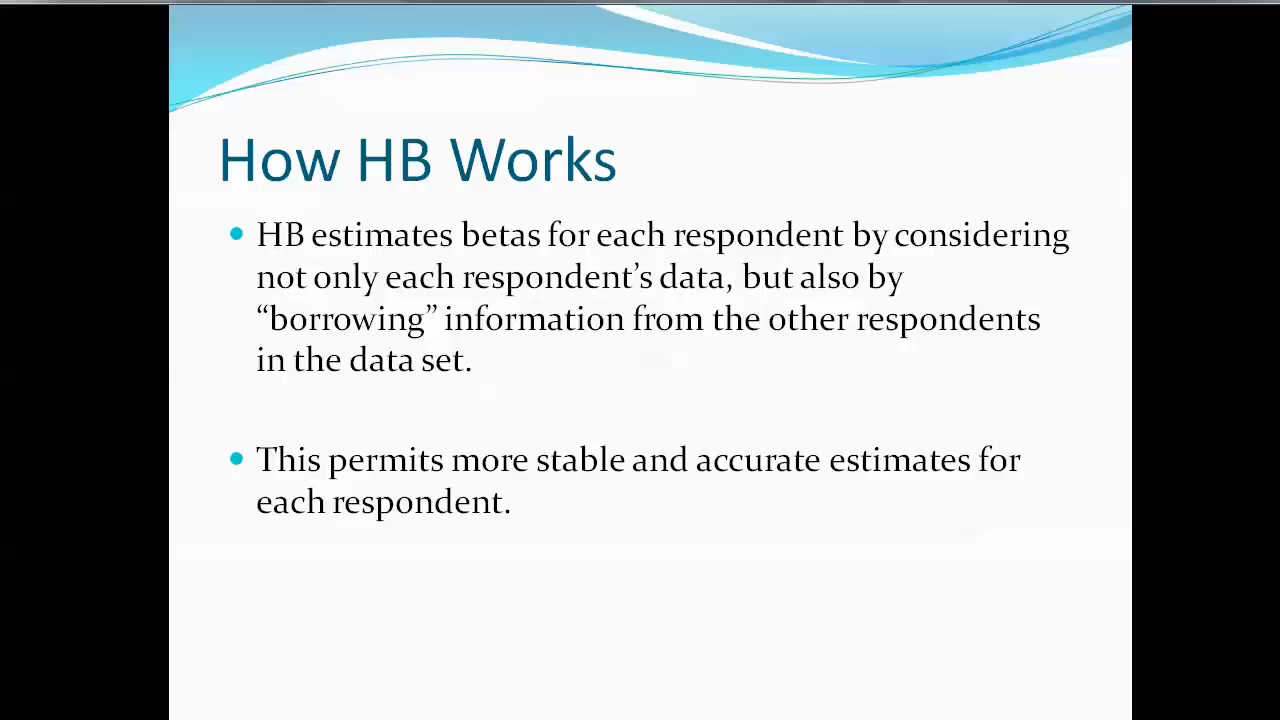 How HB Works
• HB estimates betas for each respondent by considering
not only each respondent’s data, but also by
“borrowing” information from the other respondents
in the data set.
• This permits more stable and accurate estimates for
each respondent.